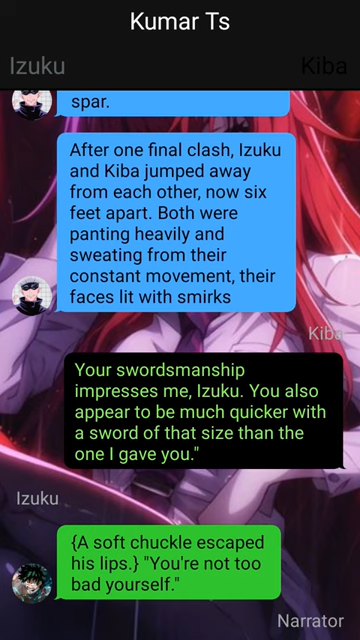 Kumar Ts
Izuku
Kiba
spar.
After one final clash, Izuku
and Kiba jumped away
from each other, now six
feet apart. Both were
panting heavily and
sweating from their
constant movement, their
faces lit with smirks
Kiba
Your swordsmanship
impresses me, Izuku. You also
appear to be much quicker with
a sword of that size than the
one I gave you."
Izuku
{A soft chuckle escaped
his lips.} "You're not too
bad yourself."
Narrator